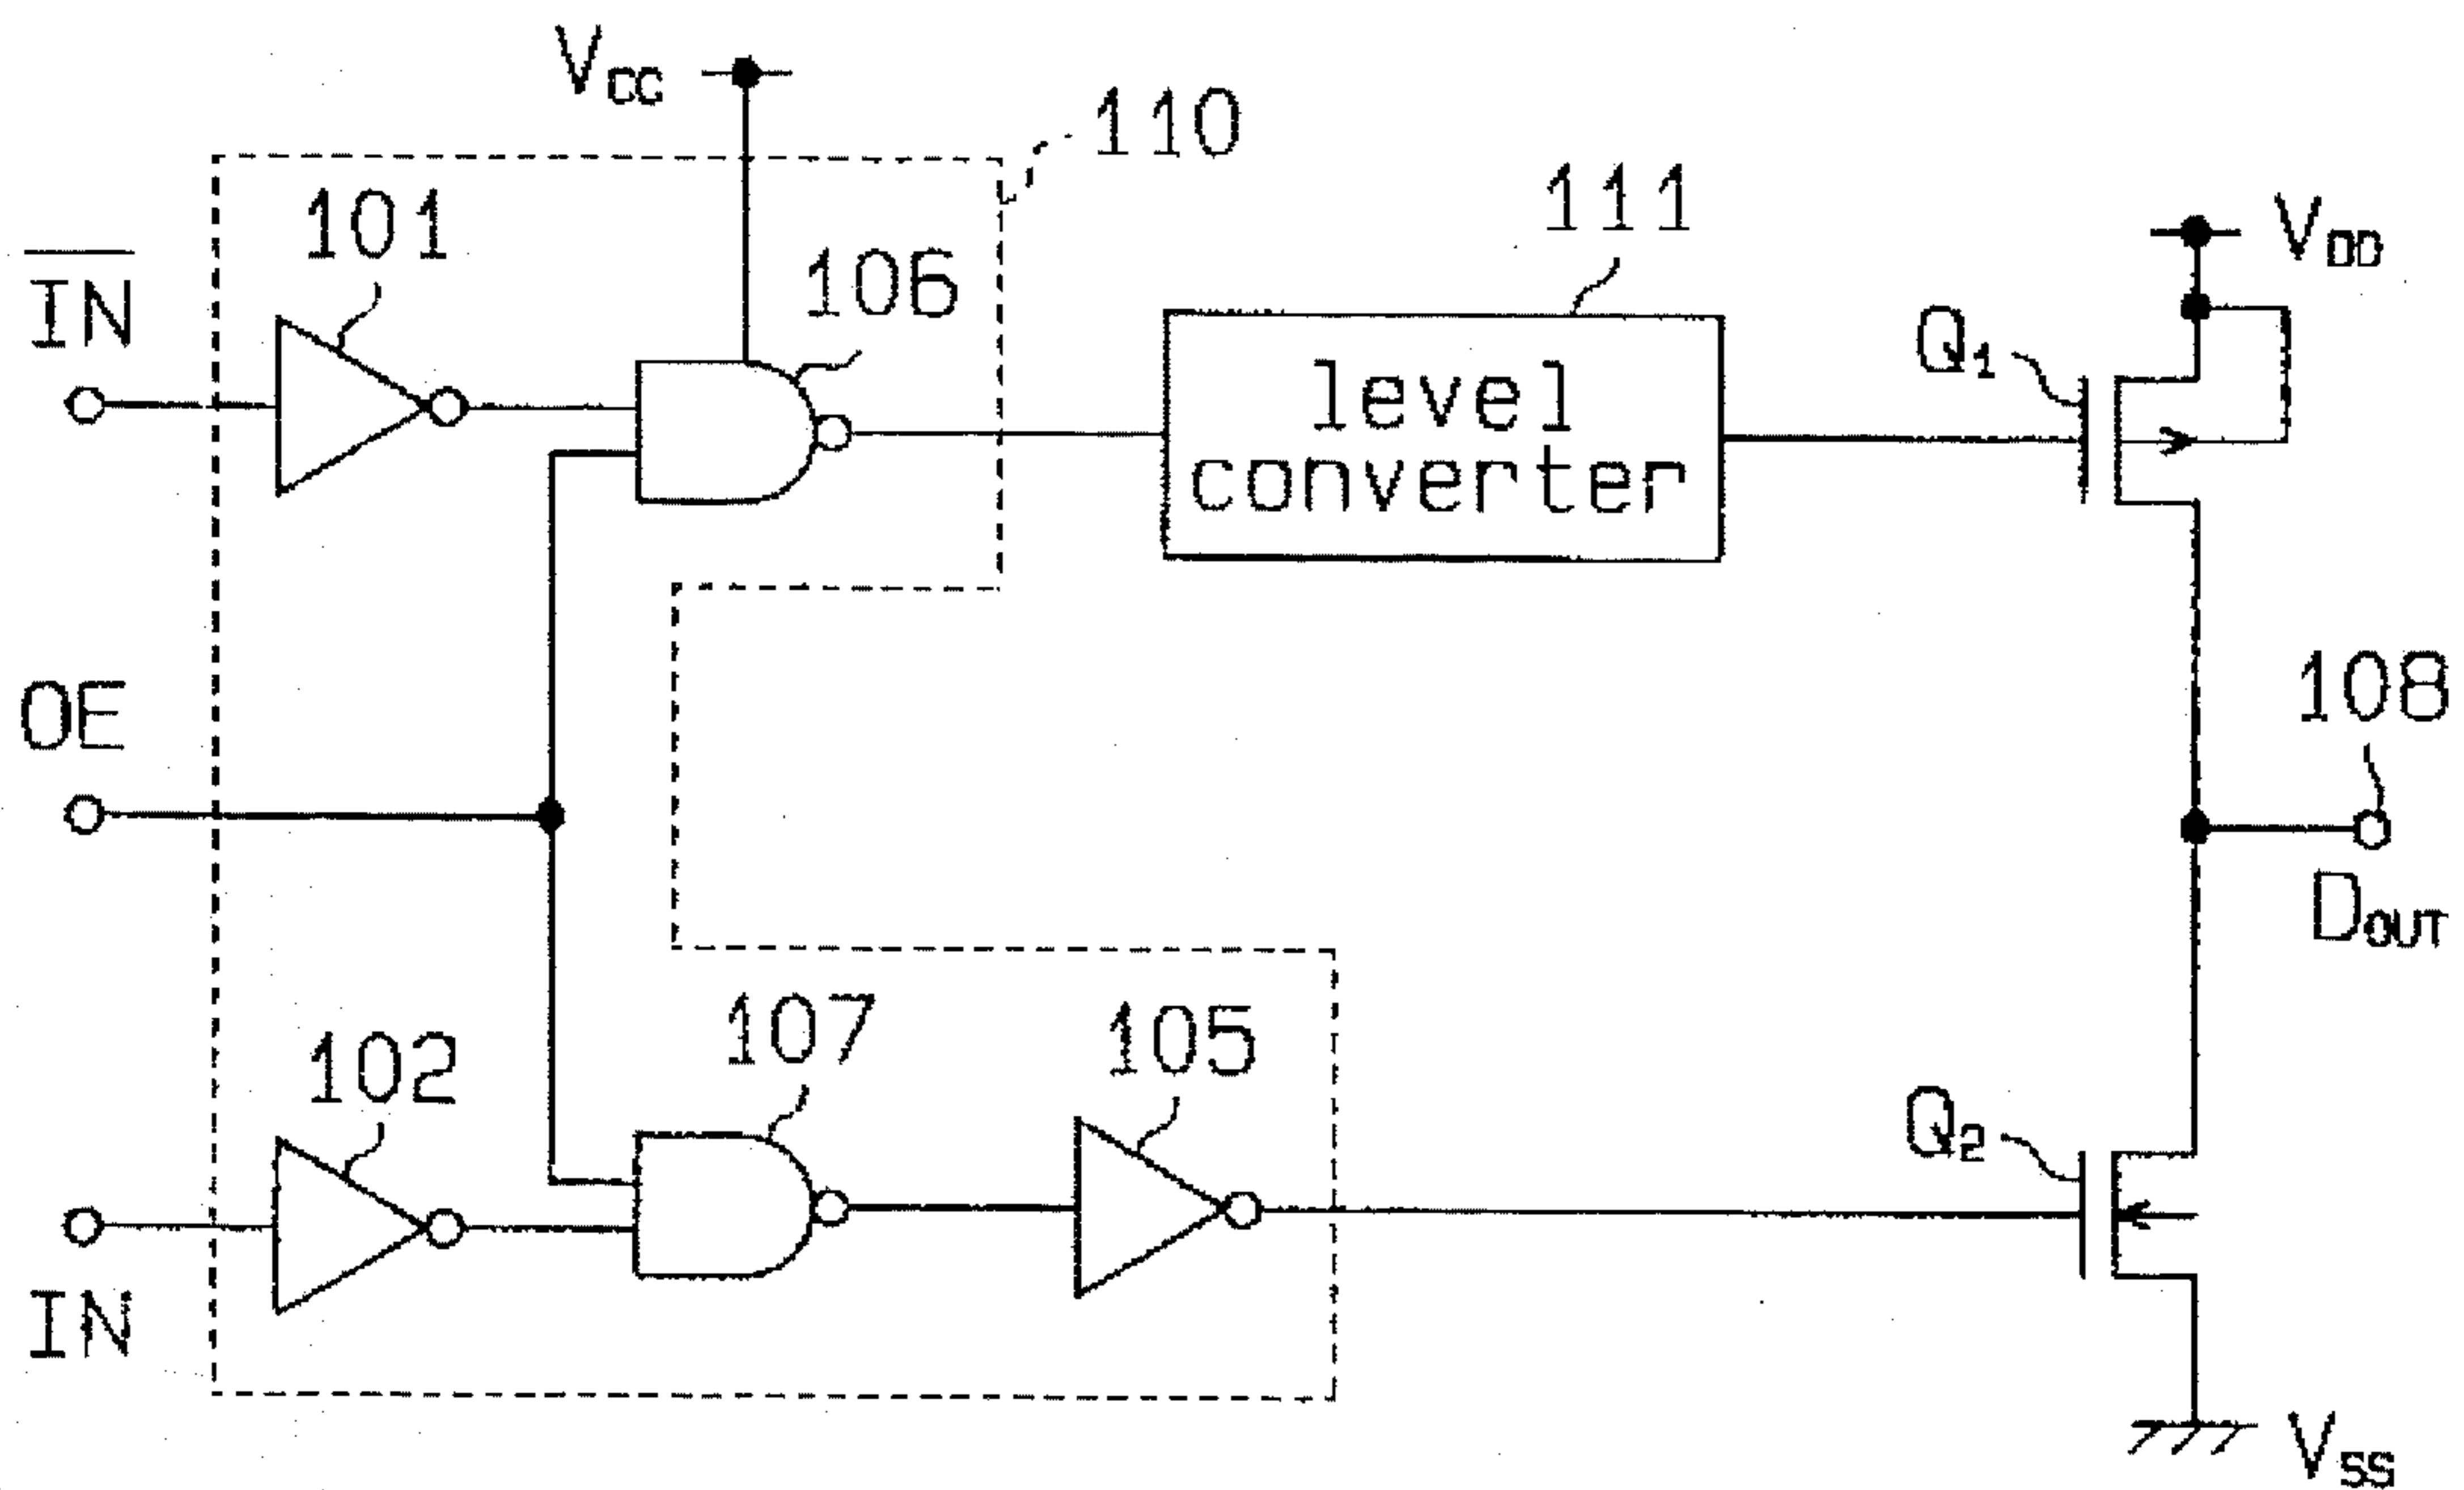 VCC
110
101
111
IN
106
VDD
Q1
level
converter
OE
108
DOUT
107
105
102
Q2
IN
VSS